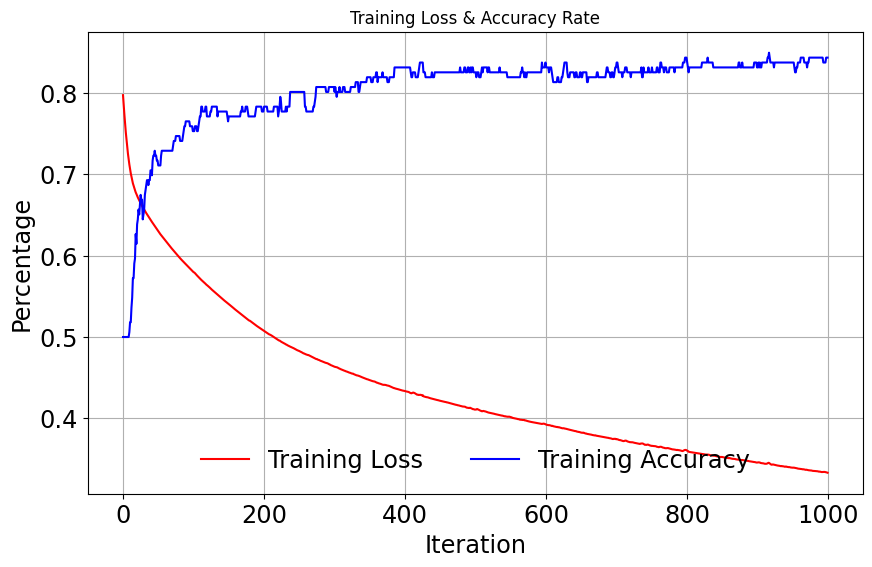 Training Loss & Accuracy Rate
Percentage
0.8
0.7
0.6
0.5
0.4
Training Loss Training Accuracy
0 200 400 600 800 1000
Iteration